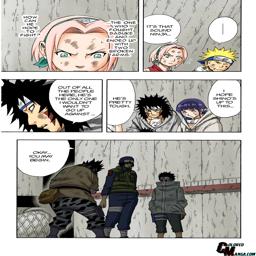 IT'S
THAT
SOUND
NINJA...
!
THE ONE
WHO
FOUGHT
SASUKE
AND
ENDED UP
WITH
TWO
BROKEN
ARMS.
HOW
CAN
HE
HOPE
TO
FIGHT?
HOPE
SHINO'S
UP TO
THIS...
HE'S
PRETTY
TOUGH.
OUT OF ALL
THE PEOPLE
HERE, HE'S
THE ONLY ONE
I WOULDN'T
WANT TO
GO UP
AGAINST...
OKAY...
YOU MAY
BEGIN.
COLORED
MANGA.COM